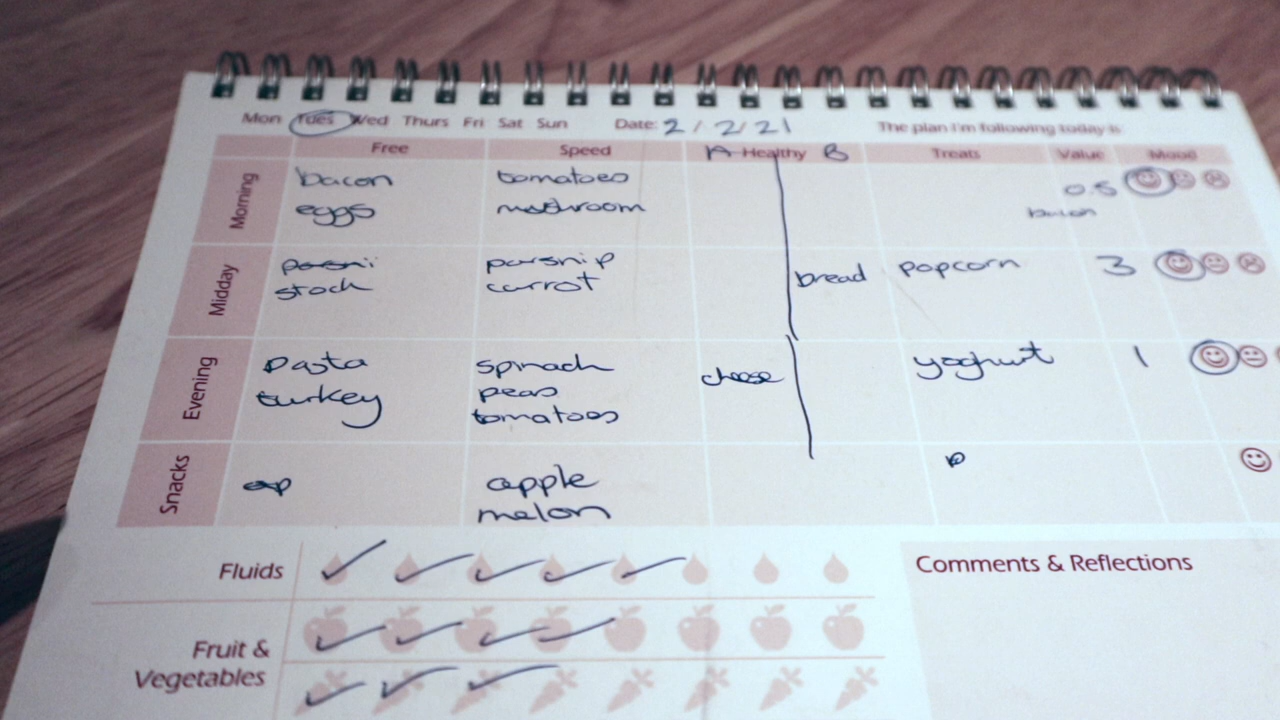 Mon Tues Wed Thurs Fri Sat Sun Date: 2/2/21 The plan I'm following today is
Free Speed A Healthy B Treats Value Mood
Morning
bacon tomatoes 0.5
eggs mushroom bacon
Midday
parsni parsnip bread popcorn 3
stock carrot
Evening
pasta spinach cheese yoghurt 1
turkey peas
tomatoes
Snacks
ap apple
melon
Fluids
Comments & Reflections
Fruit &
Vegetables